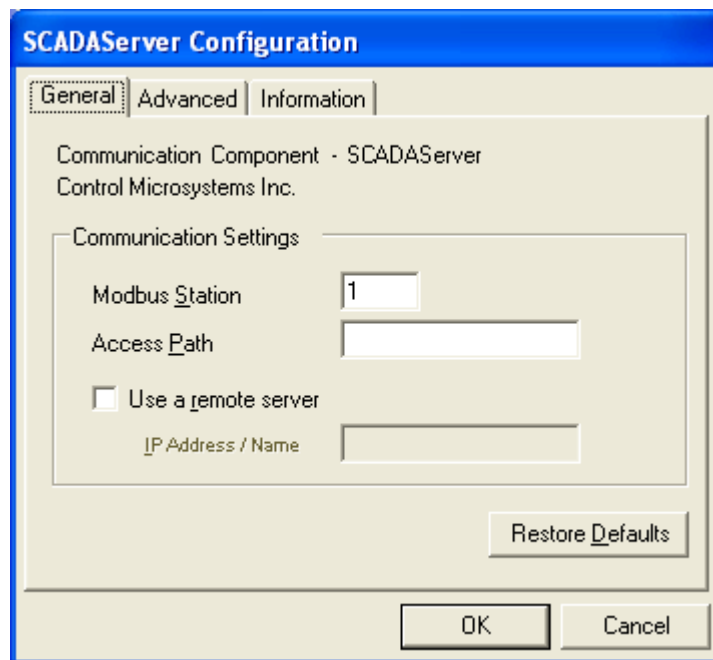 SCADAServer Configuration
General Advanced Information
Communication Component - SCADAServer
Control Microsystems Inc.
Communication Settings
Modbus Station 1
Access Path
Use a remote server
IP Address / Name
Restore Defaults
OK Cancel